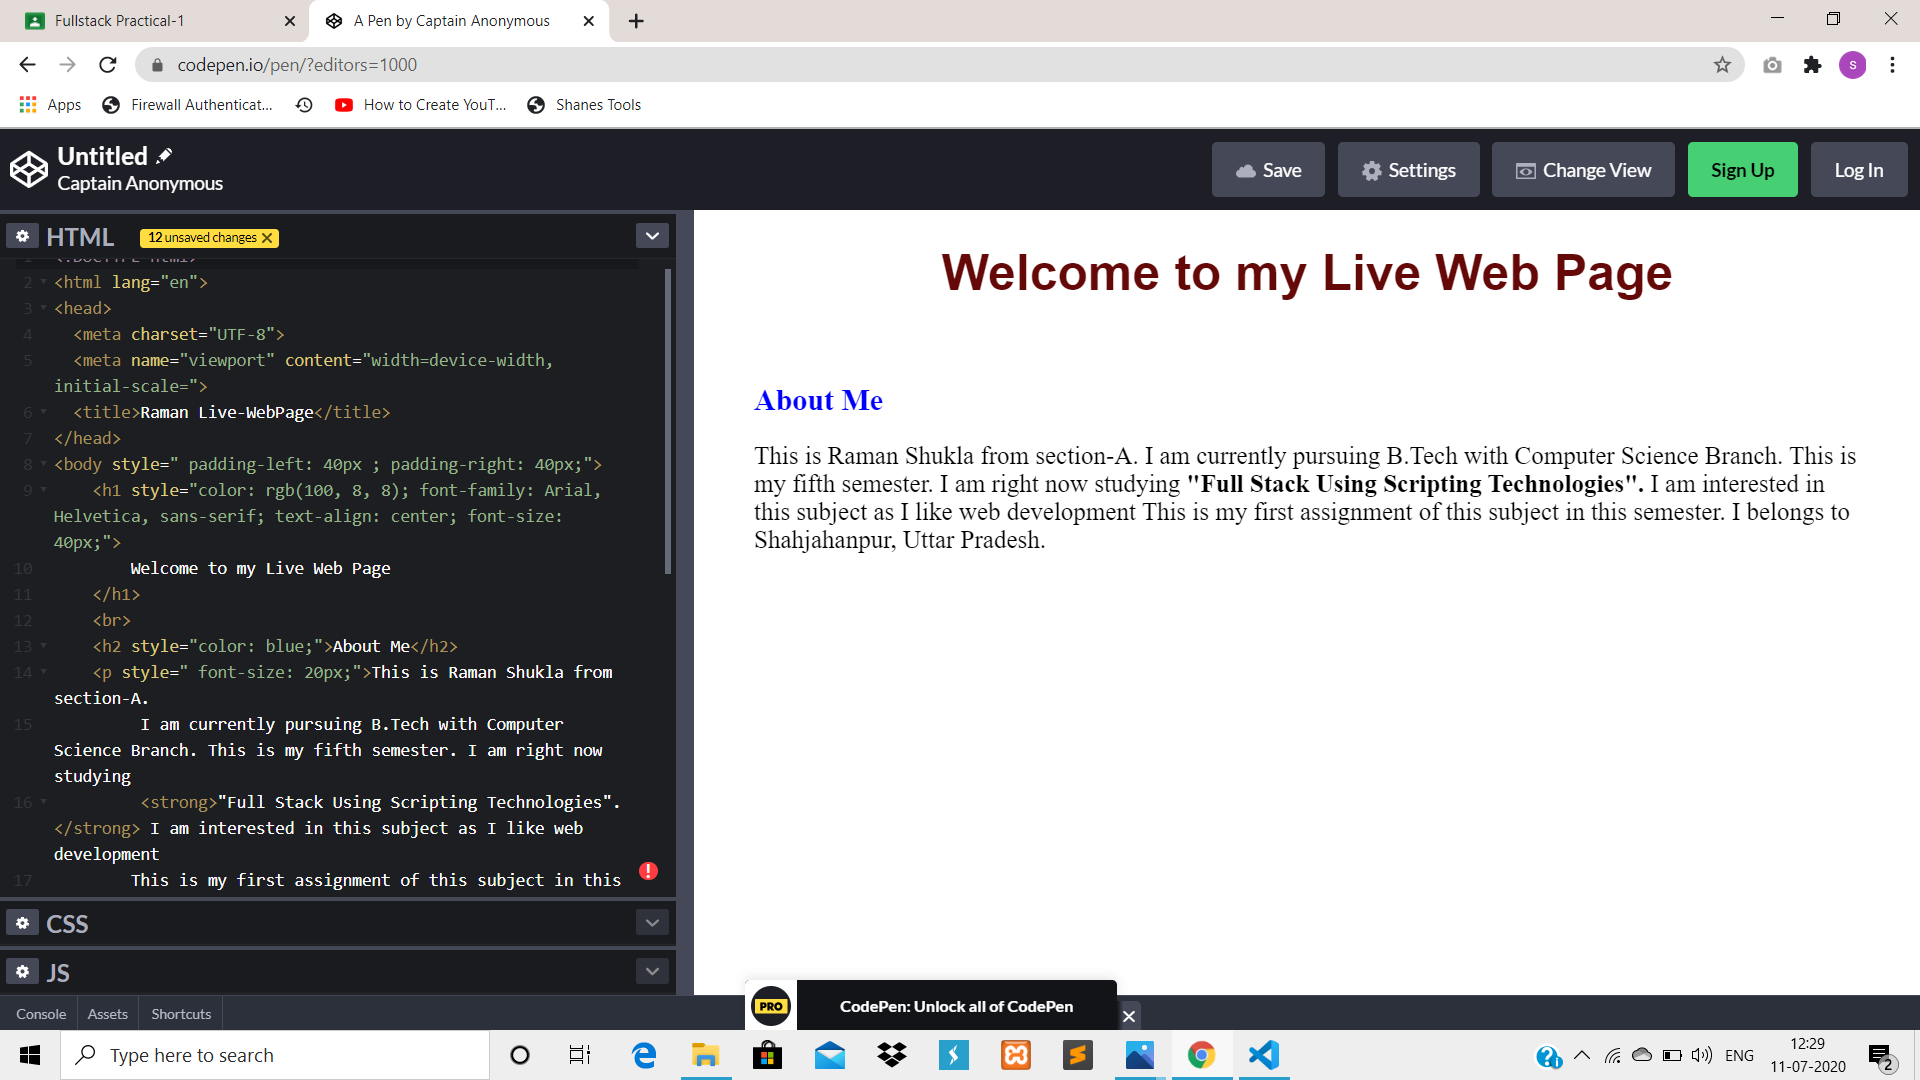 Fullstack Practical-1
A Pen by Captain Anonymous
codepen.io/pen/?editors=1000
S
Apps
Firewall Authenticat...
How to Create YouT...
Shanes Tools
Untitled
Captain Anonymous
Save
Settings
Change View
Sign Up
Log In
HTML
12 unsaved changes
1 <!DOCTYPE html>
2 <html lang="en">
3 <head>
4 <meta charset="UTF-8">
5 <meta name="viewport" content="width=device-width,
initial-scale=">
6 <title>Raman Live-WebPage</title>
7 </head>
8 <body style=" padding-left: 40px ; padding-right: 40px;">
9 <h1 style="color: rgb(100, 8, 8); font-family: Arial,
Helvetica, sans-serif; text-align: center; font-size:
40px;">
10 Welcome to my Live Web Page
11 </h1>
12 <br>
13 <h2 style="color: blue;">About Me</h2>
14 <p style=" font-size: 20px;">This is Raman Shukla from
section-A.
15 I am currently pursuing B.Tech with Computer
Science Branch. This is my fifth semester. I am right now
studying
16 <strong>"Full Stack Using Scripting Technologies".
</strong> I am interested in this subject as I like web
development
17 This is my first assignment of this subject in this
CSS
JS
Console
Assets
Shortcuts
Welcome to my Live Web Page
About Me
This is Raman Shukla from section-A. I am currently pursuing B.Tech with Computer Science Branch. This is
my fifth semester. I am right now studying "Full Stack Using Scripting Technologies". I am interested in
this subject as I like web development This is my first assignment of this subject in this semester. I belongs to
Shahjahanpur, Uttar Pradesh.
PRO
CodePen: Unlock all of CodePen
Type here to search
ENG
12:29
11-07-2020
2